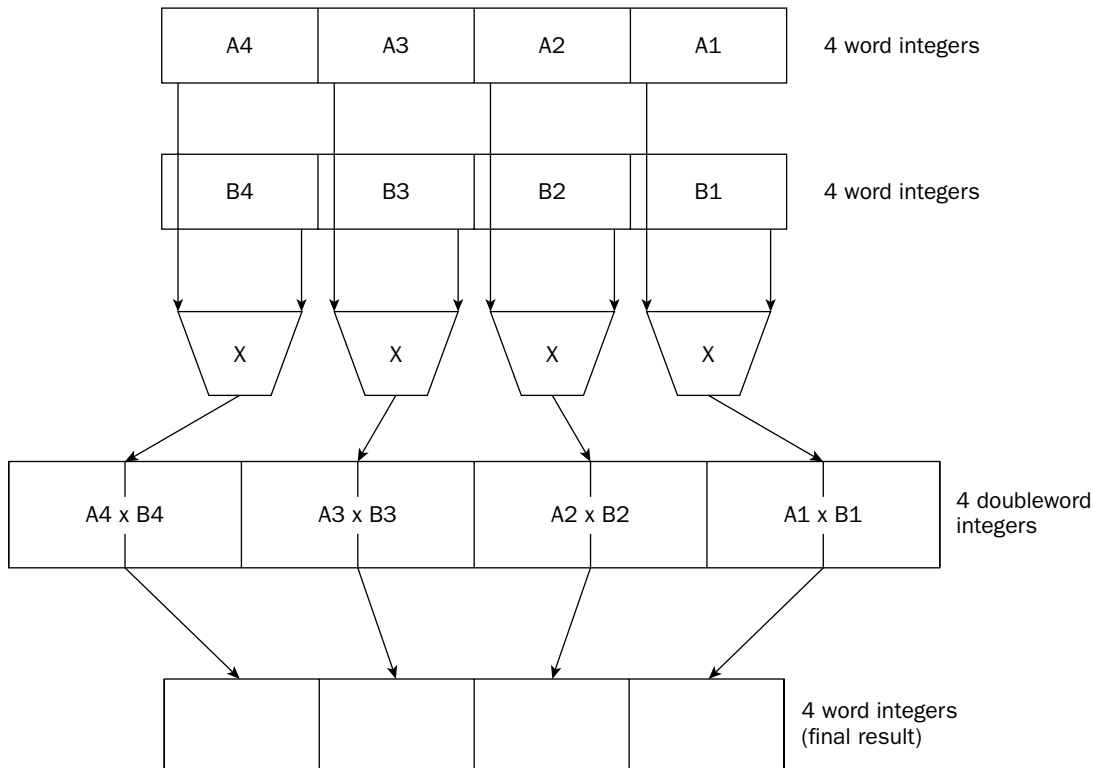 A4 A3 A2 A1 4 word integers
B4 B3 B2 B1 4 word integers
X X X X
A4 x B4 A3 x B3 A2 x B2 A1 x B1
4 doubleword
integers
4 word integers
(final result)